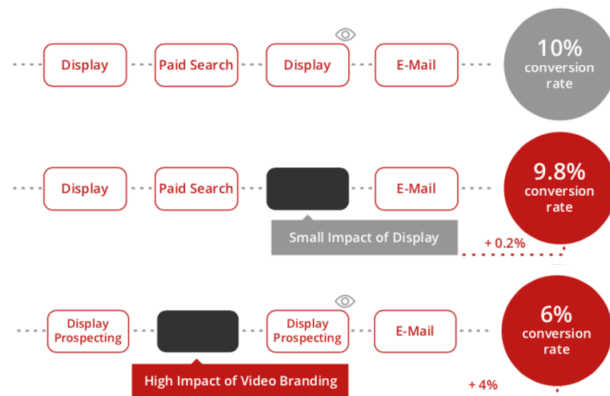 Display
Paid Search
Display
E-Mail
10%
conversion
rate
Display
Paid Search
E-Mail
9.8%
conversion
rate
Small Impact of Display
+ 0.2%
Display
Prospecting
Display
Prospecting
E-Mail
6%
conversion
rate
High Impact of Video Branding
+ 4%